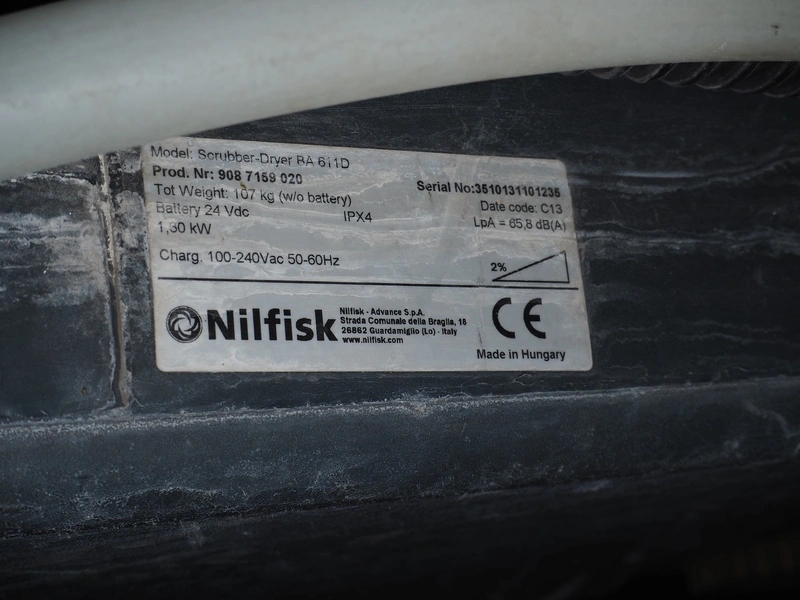 Model: Scrubber-Dryer BA 611D
Prod. Nr: 908 7159 020
Serial No:3510131101235
Tot Weight: 107 kg (w/o battery)
Date code: C13
Battery 24 Vdc
IPX4
LpA = 65,8 dB(A)
1,30 kW
Charg. 100-240Vac 50-60Hz
2%
Nilfisk
Nilfisk - Advance S.p.A.
Strada Comunale della Braglia, 18
26862 Guardamiglio (Lo) - Italy
www.nilfisk.com
CE
Made in Hungary